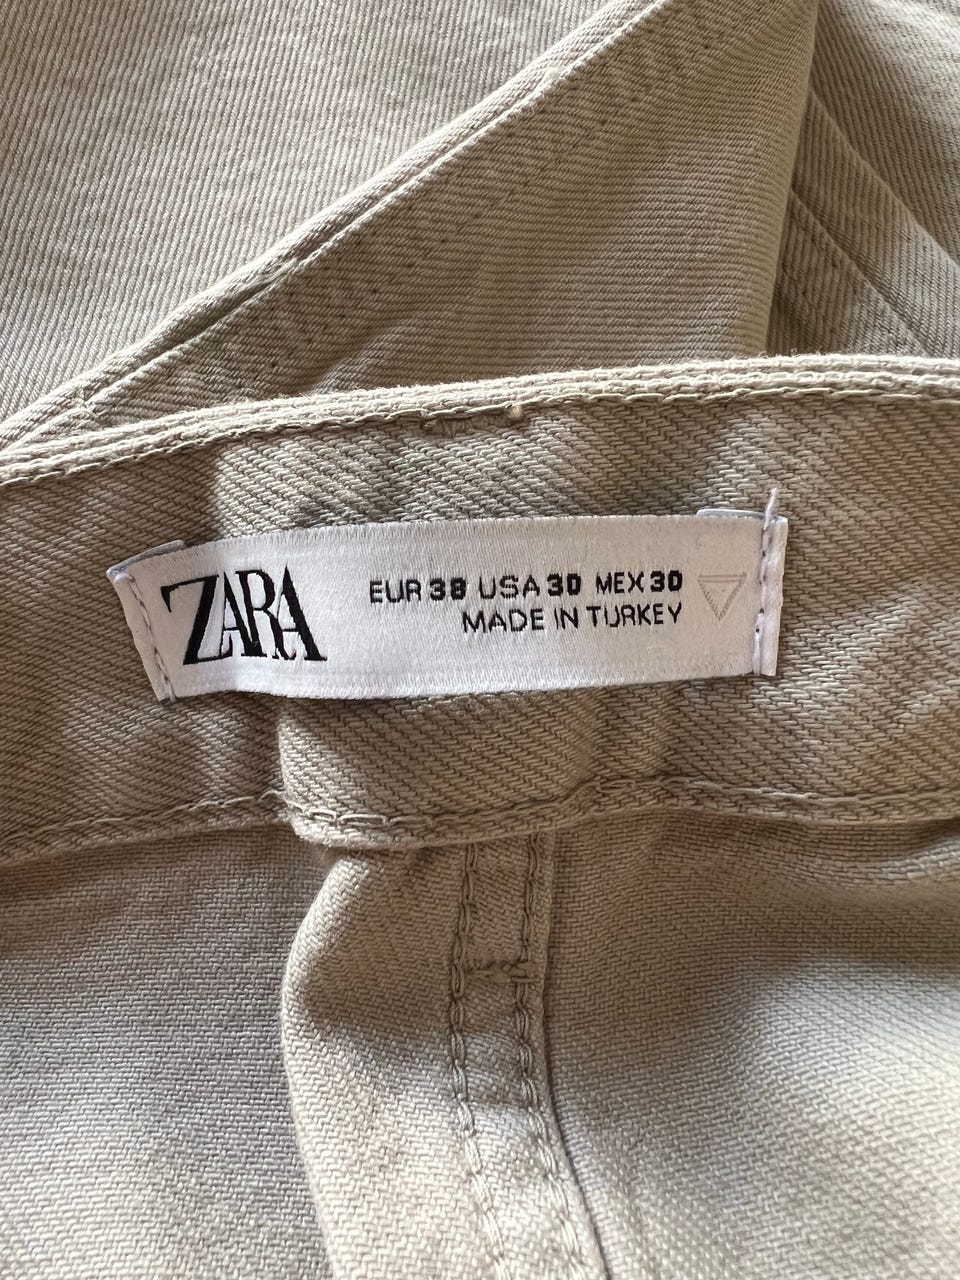 ZARA
EUR 38 USA 30 MEX 30
MADE IN TURKEY